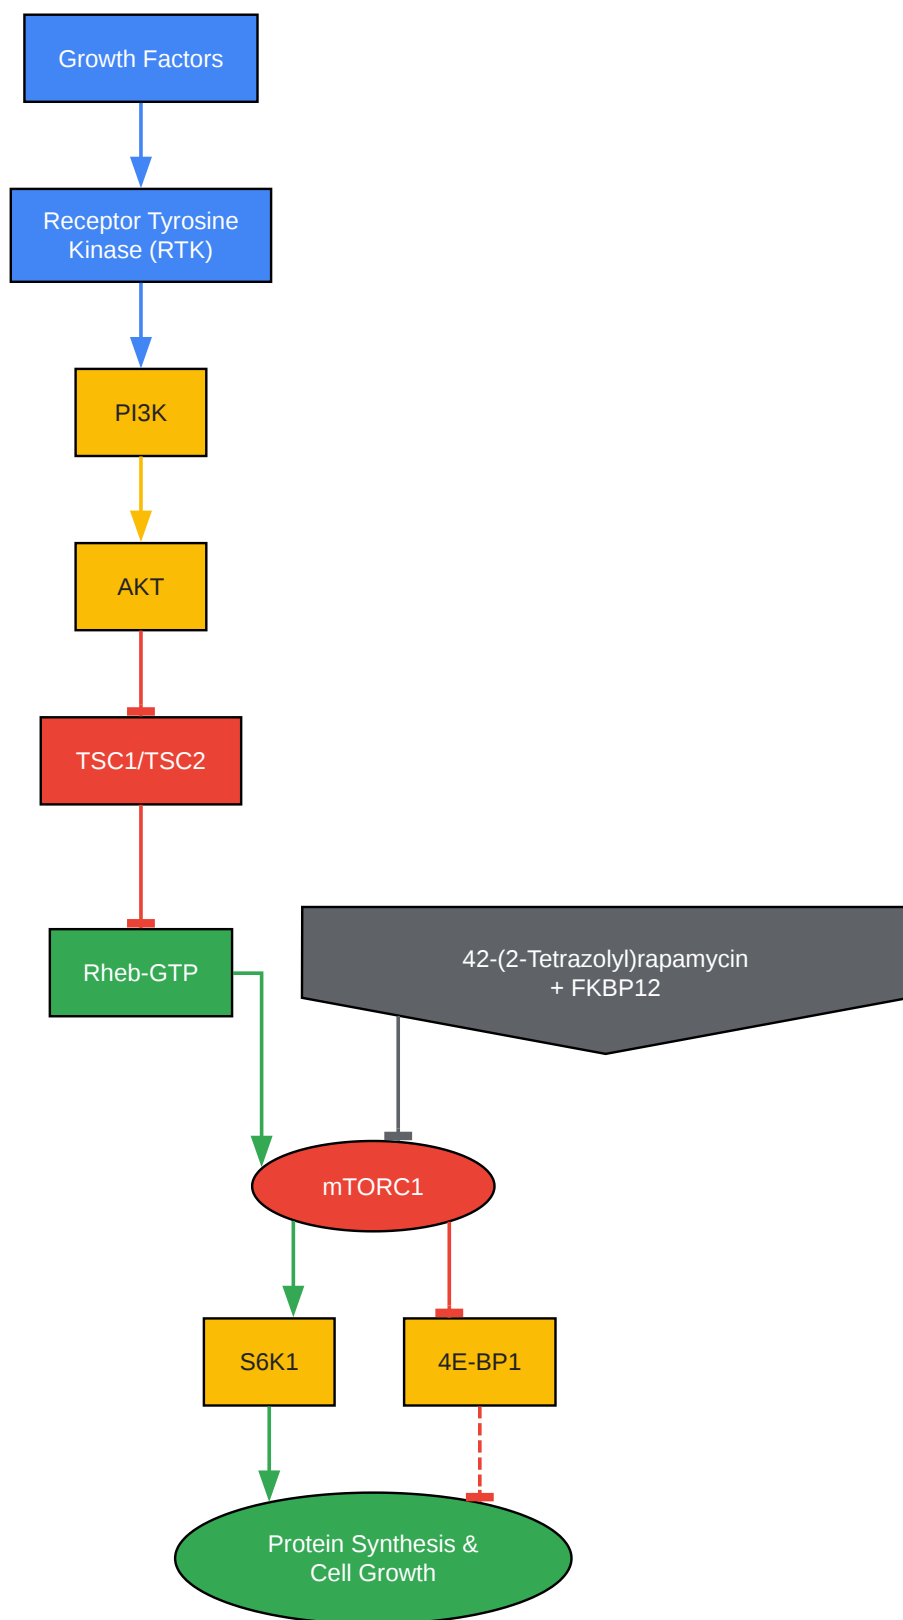 Growth Factors
Receptor Tyrosine
Kinase (RTK)
PI3K
AKT
TSC1/TSC2
Rheb-GTP
42-(2-Tetrazolyl)rapamycin
+ FKBP12
mTORC1
S6K1
4E-BP1
Protein Synthesis &
Cell Growth